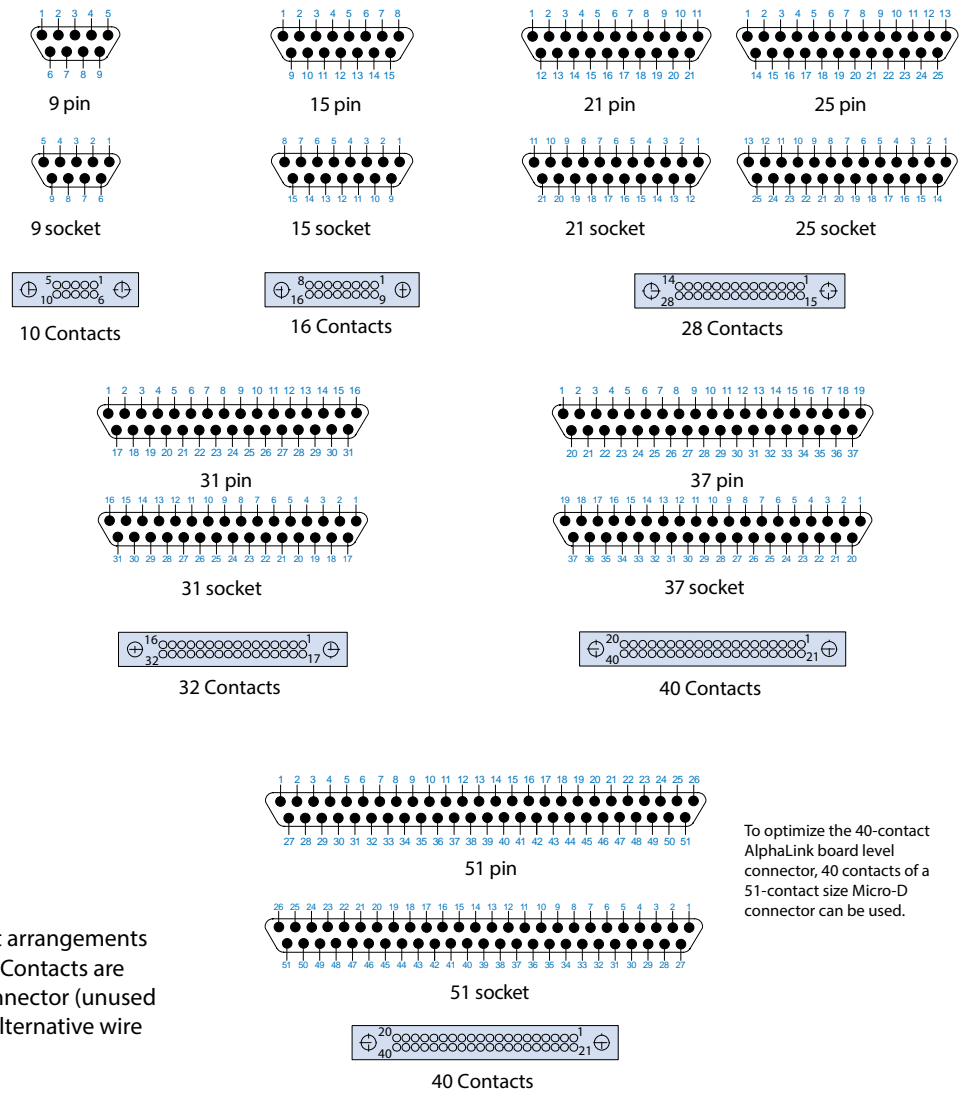 1 2 3 4 5
6 7 8 9
9 pin
1 2 3 4 5 6 7 8
9 10 11 12 13 14 15
15 pin
1 2 3 4 5 6 7 8 9 10 11
12 13 14 15 16 17 18 19 20 21
21 pin
1 2 3 4 5 6 7 8 9 10 11 12 13
14 15 16 17 18 19 20 21 22 23 24 25
25 pin
5 4 3 2 1
9 8 7 6
9 socket
8 7 6 5 4 3 2 1
15 14 13 12 11 10 9
15 socket
11 10 9 8 7 6 5 4 3 2 1
21 20 19 18 17 16 15 14 13 12
21 socket
13 12 11 10 9 8 7 6 5 4 3 2 1
25 24 23 22 21 20 19 18 17 16 15 14
25 socket
5 1
10 6
10 Contacts
8 1
16 9
16 Contacts
14 1
28 15
28 Contacts
1 2 3 4 5 6 7 8 9 10 11 12 13 14 15 16
17 18 19 20 21 22 23 24 25 26 27 28 29 30 31
31 pin
1 2 3 4 5 6 7 8 9 10 11 12 13 14 15 16 17 18 19
20 21 22 23 24 25 26 27 28 29 30 31 32 33 34 35 36 37
37 pin
16 15 14 13 12 11 10 9 8 7 6 5 4 3 2 1
31 30 29 28 27 26 25 24 23 22 21 20 19 18 17
31 socket
19 18 17 16 15 14 13 12 11 10 9 8 7 6 5 4 3 2 1
37 36 35 34 33 32 31 30 29 28 27 26 25 24 23 22 21 20
37 socket
16 1
32 17
32 Contacts
20 1
40 21
40 Contacts
1 2 3 4 5 6 7 8 9 10 11 12 13 14 15 16 17 18 19 20 21 22 23 24 25 26
27 28 29 30 31 32 33 34 35 36 37 38 39 40 41 42 43 44 45 46 47 48 49 50 51
51 pin
To optimize the 40-contact
AlphaLink board level
connector, 40 contacts of a
51-contact size Micro-D
connector can be used.
26 25 24 23 22 21 20 19 18 17 16 15 14 13 12 11 10 9 8 7 6 5 4 3 2 1
51 50 49 48 47 46 45 44 43 42 41 40 39 38 37 36 35 34 33 32 31 30 29 28 27
51 socket
t arrangements
Contacts are
nnector (unused
lternative wire
20 1
40 21
40 Contacts